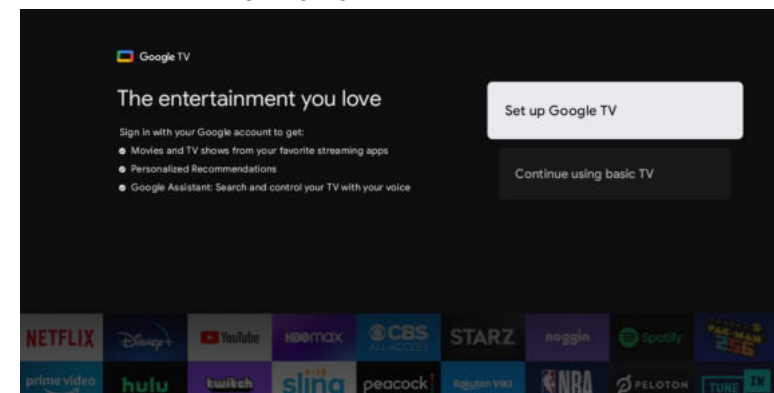 Google TV
The entertainment you love
Sign in with your Google account to get:
Movies and TV shows from your favorite streaming apps
Personalized Recommendations
Google Assistant: Search and control your TV with your voice
Set up Google TV
Continue using basic TV
NETFLIX Disney+ YouTube HBOmax CBS ALL ACCESS STARZ noggin Spotify PAC-MAN 256
prime video hulu twitch sling peacock Rakuten VIKI NBA PELOTON TUNE IN